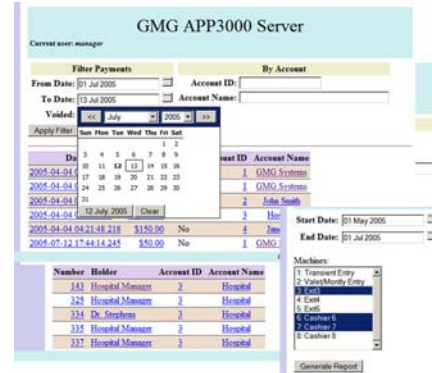 GMG APP3000 Server
Current user: manager
Filter Payments
By Account
From Date: 01 Jul 2005
Account ID:
To Date: 13 Jul 2005
Account Name:
Voided: << July 2005 >>
Apply Filter
Sun Mon Tue Wed Thu Fri Sat
1 2
3 4 5 6 7 8 9
10 11 12 13 14 15 16
17 18 19 20 21 22 23
24 25 26 27 28 29 30
31
12 July, 2005 Clear
Da
unt ID Account Name
2005-04-04 1 GMG Systems
2005-04-04 1 GMG Systems
2005-04-04 2 John Smith
2005-04-04 3 Hos
2005-04-04 04:21:48.218 $150.00 No 4 Jane
2005-07-12 17:44:14.245 $50.00 No 1 GMG
Number Holder Account ID Account Name
143 Hospital Manager 3 Hospital
325 Hospital Manager 3 Hospital
334 Dr. Stephens 3 Hospital
335 Hospital Manager 3 Hospital
337 Hospital Manager 3 Hospital
Start Date: 01 May 2005
End Date: 01 Jul 2005
Machines:
1: Transient Entry
2: Valet/Montly Entry
3: Exit3
4: Exit4
5: Exit5
6: Cashier 6
7: Cashier 7
8: Cashier 8
Generate Report